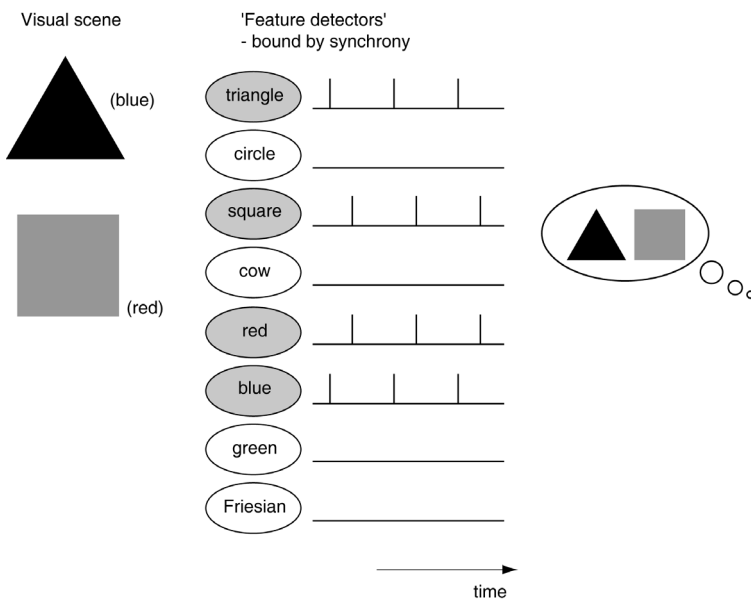 Visual scene
(blue)
(red)
'Feature detectors'
- bound by synchrony
triangle
circle
square
cow
red
blue
green
Friesian
time